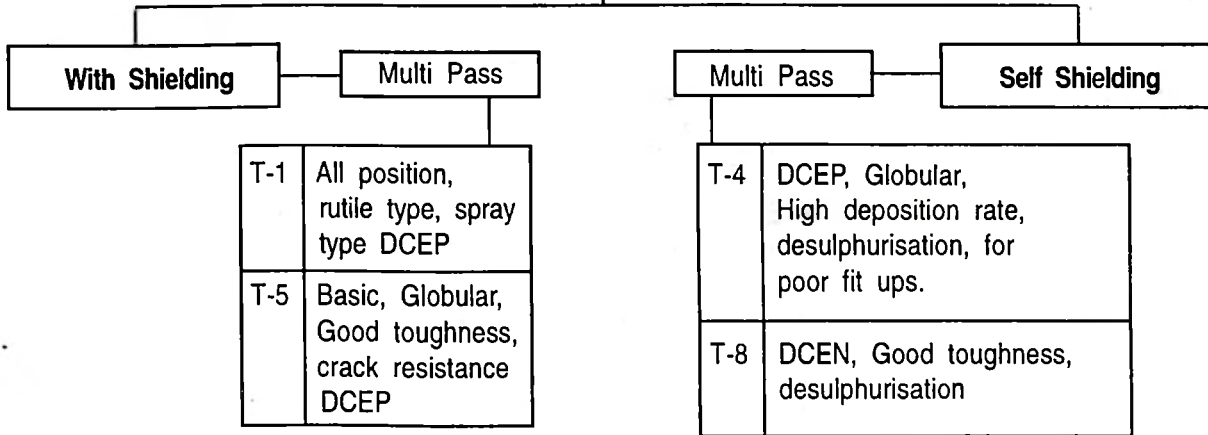 With Shielding
Multi Pass
T-1
All position,
rutile type, spray
type DCEP
T-5
Basic, Globular,
Good toughness,
crack resistance
DCEP
Multi Pass
Self Shielding
T-4
DCEP, Globular,
High deposition rate,
desulphurisation, for
poor fit ups.
T-8
DCEN, Good toughness,
desulphurisation